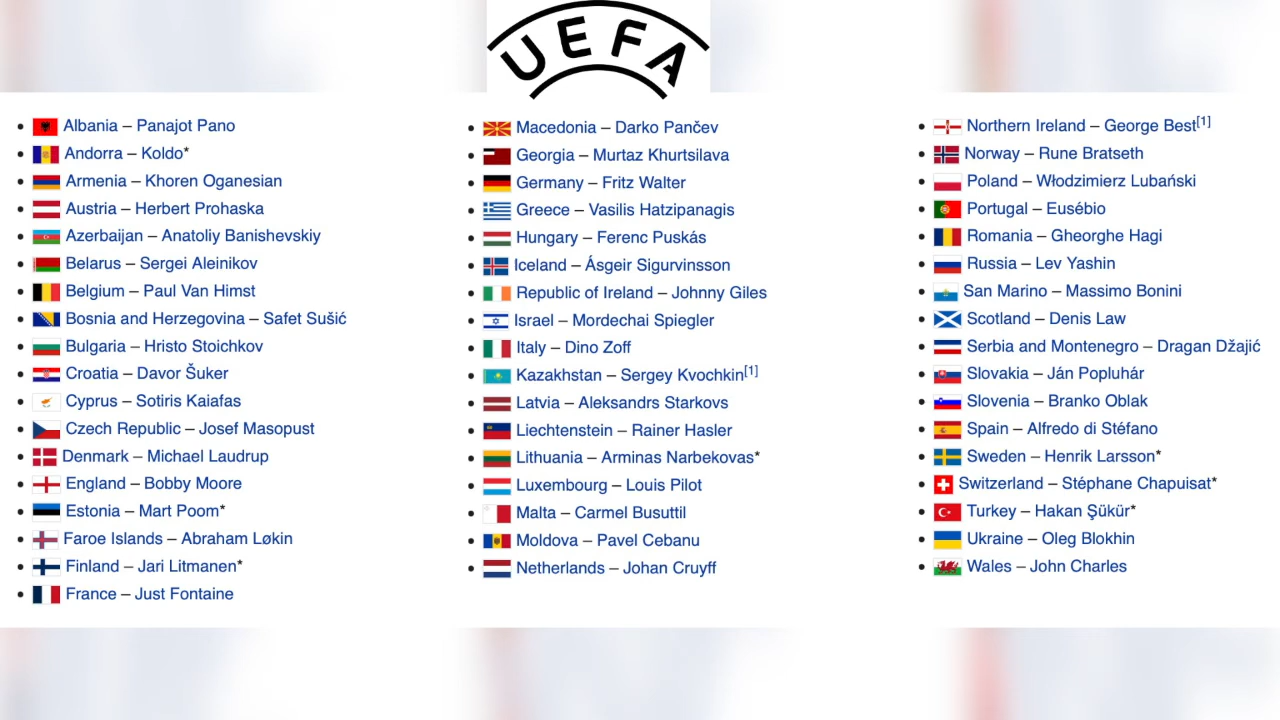 UEFA
• Albania – Panajot Pano
• Andorra – Koldo*
• Armenia – Khoren Oganesian
• Austria – Herbert Prohaska
• Azerbaijan – Anatoliy Banishevskiy
• Belarus – Sergei Aleinikov
• Belgium – Paul Van Himst
• Bosnia and Herzegovina – Safet Sušić
• Bulgaria – Hristo Stoichkov
• Croatia – Davor Šuker
• Cyprus – Sotiris Kaiafas
• Czech Republic – Josef Masopust
• Denmark – Michael Laudrup
• England – Bobby Moore
• Estonia – Mart Poom*
• Faroe Islands – Abraham Løkin
• Finland – Jari Litmanen*
• France – Just Fontaine
• Macedonia – Darko Pančev
• Georgia – Murtaz Khurtsilava
• Germany – Fritz Walter
• Greece – Vasilis Hatzipanagis
• Hungary – Ferenc Puskás
• Iceland – Ásgeir Sigurvinsson
• Republic of Ireland – Johnny Giles
• Israel – Mordechai Spiegler
• Italy – Dino Zoff
• Kazakhstan – Sergey Kvochkin[1]
• Latvia – Aleksandrs Starkovs
• Liechtenstein – Rainer Hasler
• Lithuania – Arminas Narbekovas*
• Luxembourg – Louis Pilot
• Malta – Carmel Busuttil
• Moldova – Pavel Cebanu
• Netherlands – Johan Cruyff
• Northern Ireland – George Best[1]
• Norway – Rune Bratseth
• Poland – Włodzimierz Lubański
• Portugal – Eusébio
• Romania – Gheorghe Hagi
• Russia – Lev Yashin
• San Marino – Massimo Bonini
• Scotland – Denis Law
• Serbia and Montenegro – Dragan Džajić
• Slovakia – Ján Popluhár
• Slovenia – Branko Oblak
• Spain – Alfredo di Stéfano
• Sweden – Henrik Larsson*
• Switzerland – Stéphane Chapuisat*
• Turkey – Hakan Şükür*
• Ukraine – Oleg Blokhin
• Wales – John Charles